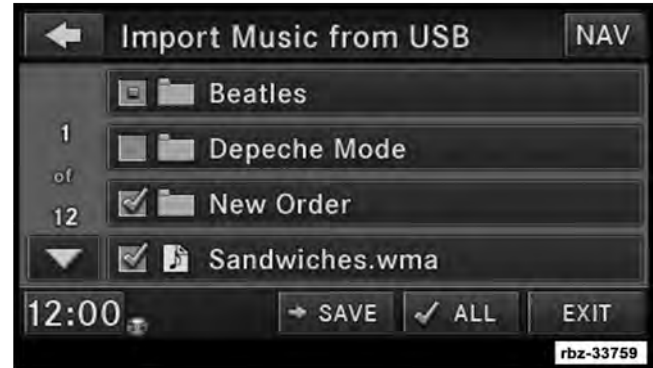 Import Music from USB NAV
Beatles
Depeche Mode
New Order
Sandwiches.wma
1
of
12
12:00 SAVE ALL EXIT
rbz-33759